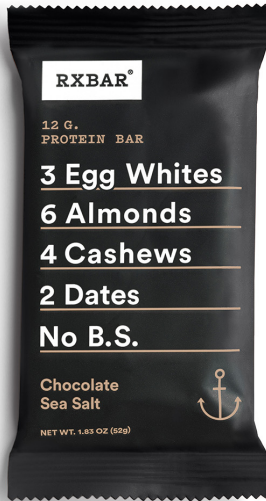 RXBAR®
12 G.
PROTEIN BAR
3 Egg Whites
6 Almonds
4 Cashews
2 Dates
No B.S.
Chocolate
Sea Salt
NET WT. 1.83 OZ (52g)